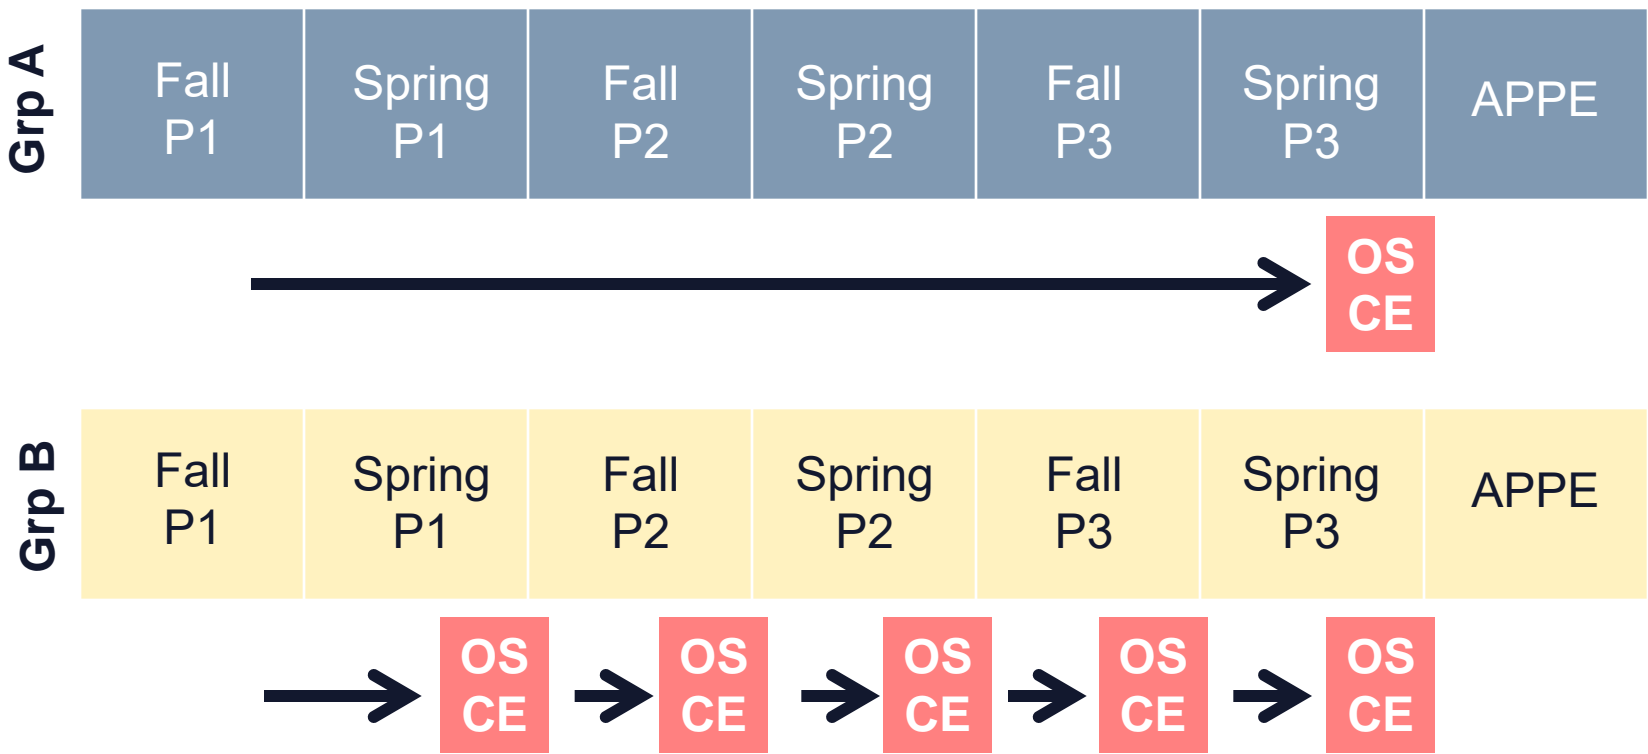 Grp A
Fall
P1
Spring
P1
Fall
P2
Spring
P2
Fall
P3
Spring
P3
APPE
OS
CE
Grp B
Fall
P1
Spring
P1
Fall
P2
Spring
P2
Fall
P3
Spring
P3
APPE
OS
CE
OS
CE
OS
CE
OS
CE
OS
CE